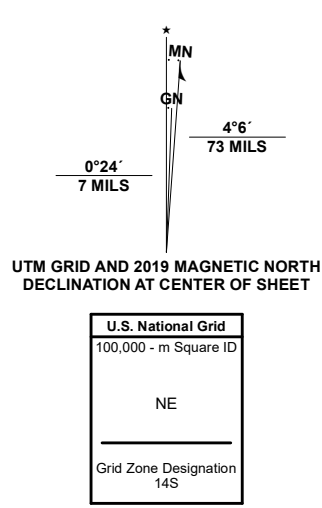 ★
MN
GN
4°6´
73 MILS
0°24´
7 MILS
UTM GRID AND 2019 MAGNETIC NORTH
DECLINATION AT CENTER OF SHEET
U.S. National Grid
100,000 - m Square ID
NE
Grid Zone Designation
14S